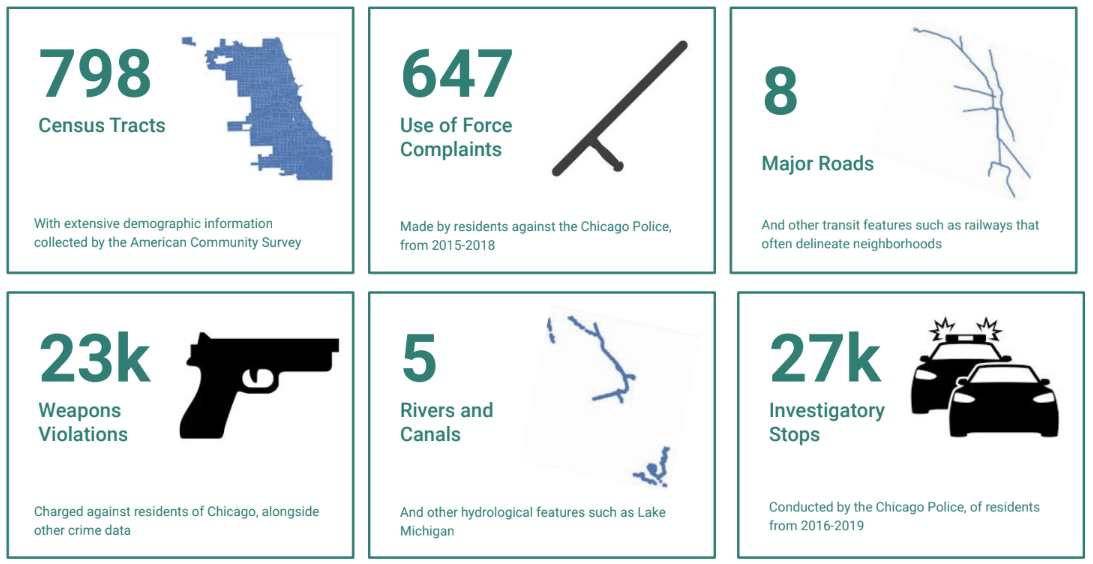 798
Census Tracts
With extensive demographic information
collected by the American Community Survey
647
Use of Force
Complaints
Made by residents against the Chicago Police,
from 2015-2018
8
Major Roads
And other transit features such as railways that
often delineate neighborhoods
23k
Weapons
Violations
Charged against residents of Chicago, alongside
other crime data
5
Rivers and
Canals
And other hydrological features such as Lake
Michigan
27k
Investigatory
Stops
Conducted by the Chicago Police, of residents
from 2016-2019